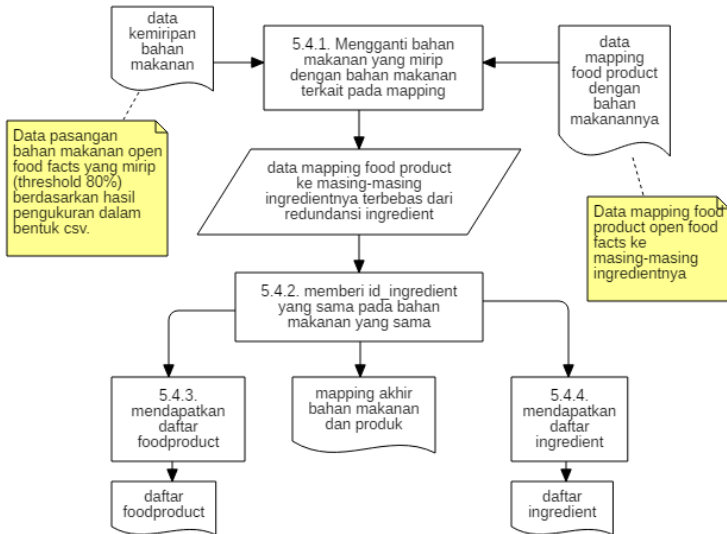 data
kemiripan
bahan
makanan
5.4.1. Mengganti bahan
makanan yang mirip
dengan bahan makanan
terkait pada mapping
data
mapping
food product
dengan
bahan
makanannya
Data pasangan
bahan makanan open
food facts yang mirip
(threshold 80%)
berdasarkan hasil
pengukuran dalam
bentuk csv.
data mapping food product
ke masing-masing
ingredientnya terbebas dari
redundansi ingredient
Data mapping food
product open food
facts ke
masing-masing
ingredientnya
5.4.2. memberi id_ingredient
yang sama pada bahan
makanan yang sama
5.4.3.
mendapatkan
daftar
foodproduct
mapping akhir
bahan makanan
dan produk
5.4.4.
mendapatkan
daftar
ingredient
daftar
foodproduct
daftar
ingredient